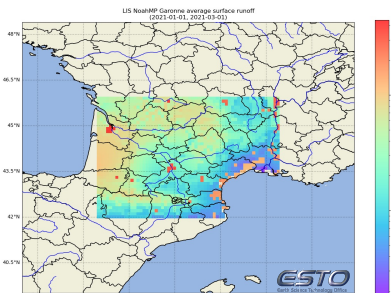 LIS NoahMP Garonne average surface runoff
(2021-01-01, 2021-03-01)
48°N
46.5°N
45°N
43.5°N
42°N
40.5°N
ESTO
Earth Science Technology Office